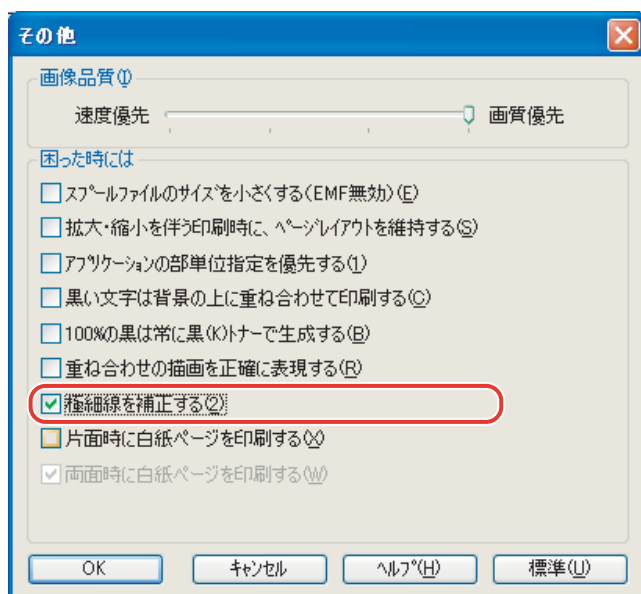 その他
画像品質(I)
速度優先 画質優先
困った時には
ｽﾌﾟｰﾙﾌｧｲﾙのｻｲｽﾞを小さくする(EMF無効)(E)
拡大・縮小を伴う印刷時に、ﾍﾟｰｼﾞﾚｲｱｳﾄを維持する(S)
ｱﾌﾟﾘｹｰｼｮﾝの部単位指定を優先する(1)
黒い文字は背景の上に重ね合わせて印刷する(C)
100%の黒は常に黒(K)ﾄﾅｰで生成する(B)
重ね合わせの描画を正確に表現する(R)
極細線を補正する(2)
片面時に白紙ページを印刷する(X)
両面時に白紙ページを印刷する(W)
OK ｷｬﾝｾﾙ ﾍﾙﾌﾟ(H) 標準(U)